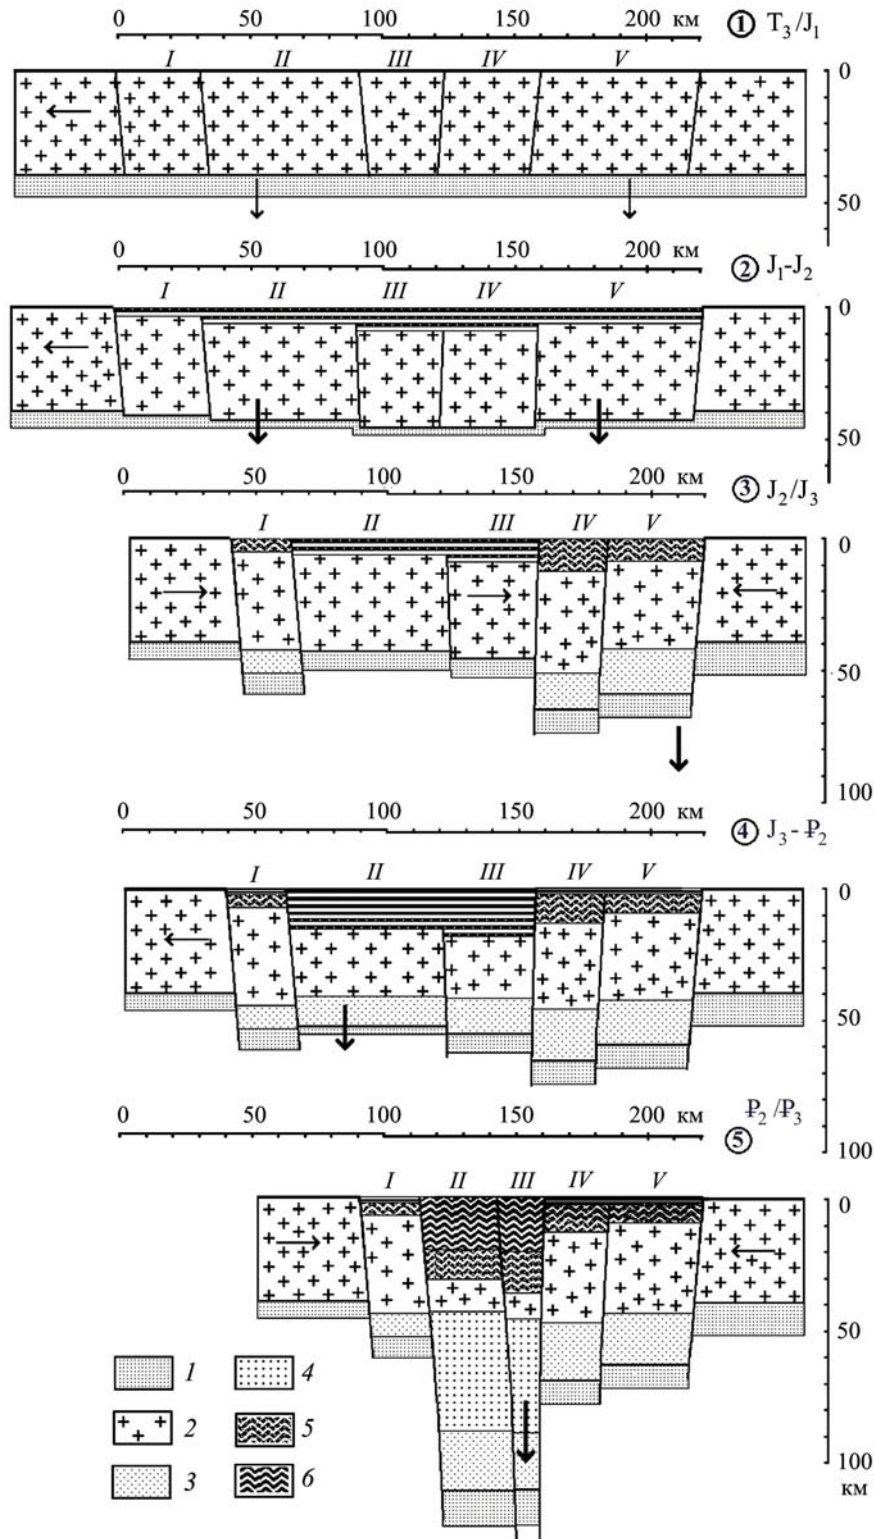 0 50 100 150 200 км ① T₃/J₁
I II III IV V
0
50
0 50 100 150 200 км ② J₁-J₂
I II III IV V
0
50
0 50 100 150 200 км ③ J₂/J₃
I II III IV V
0
50
100
0 50 100 150 200 км ④ J₃-Ᵽ₂
I II III IV V
0
50
100
0 50 100 150 200 км ⑤ Ᵽ₂/Ᵽ₃
I II III IV V
0
50
100
км
1 4
2 5
3 6